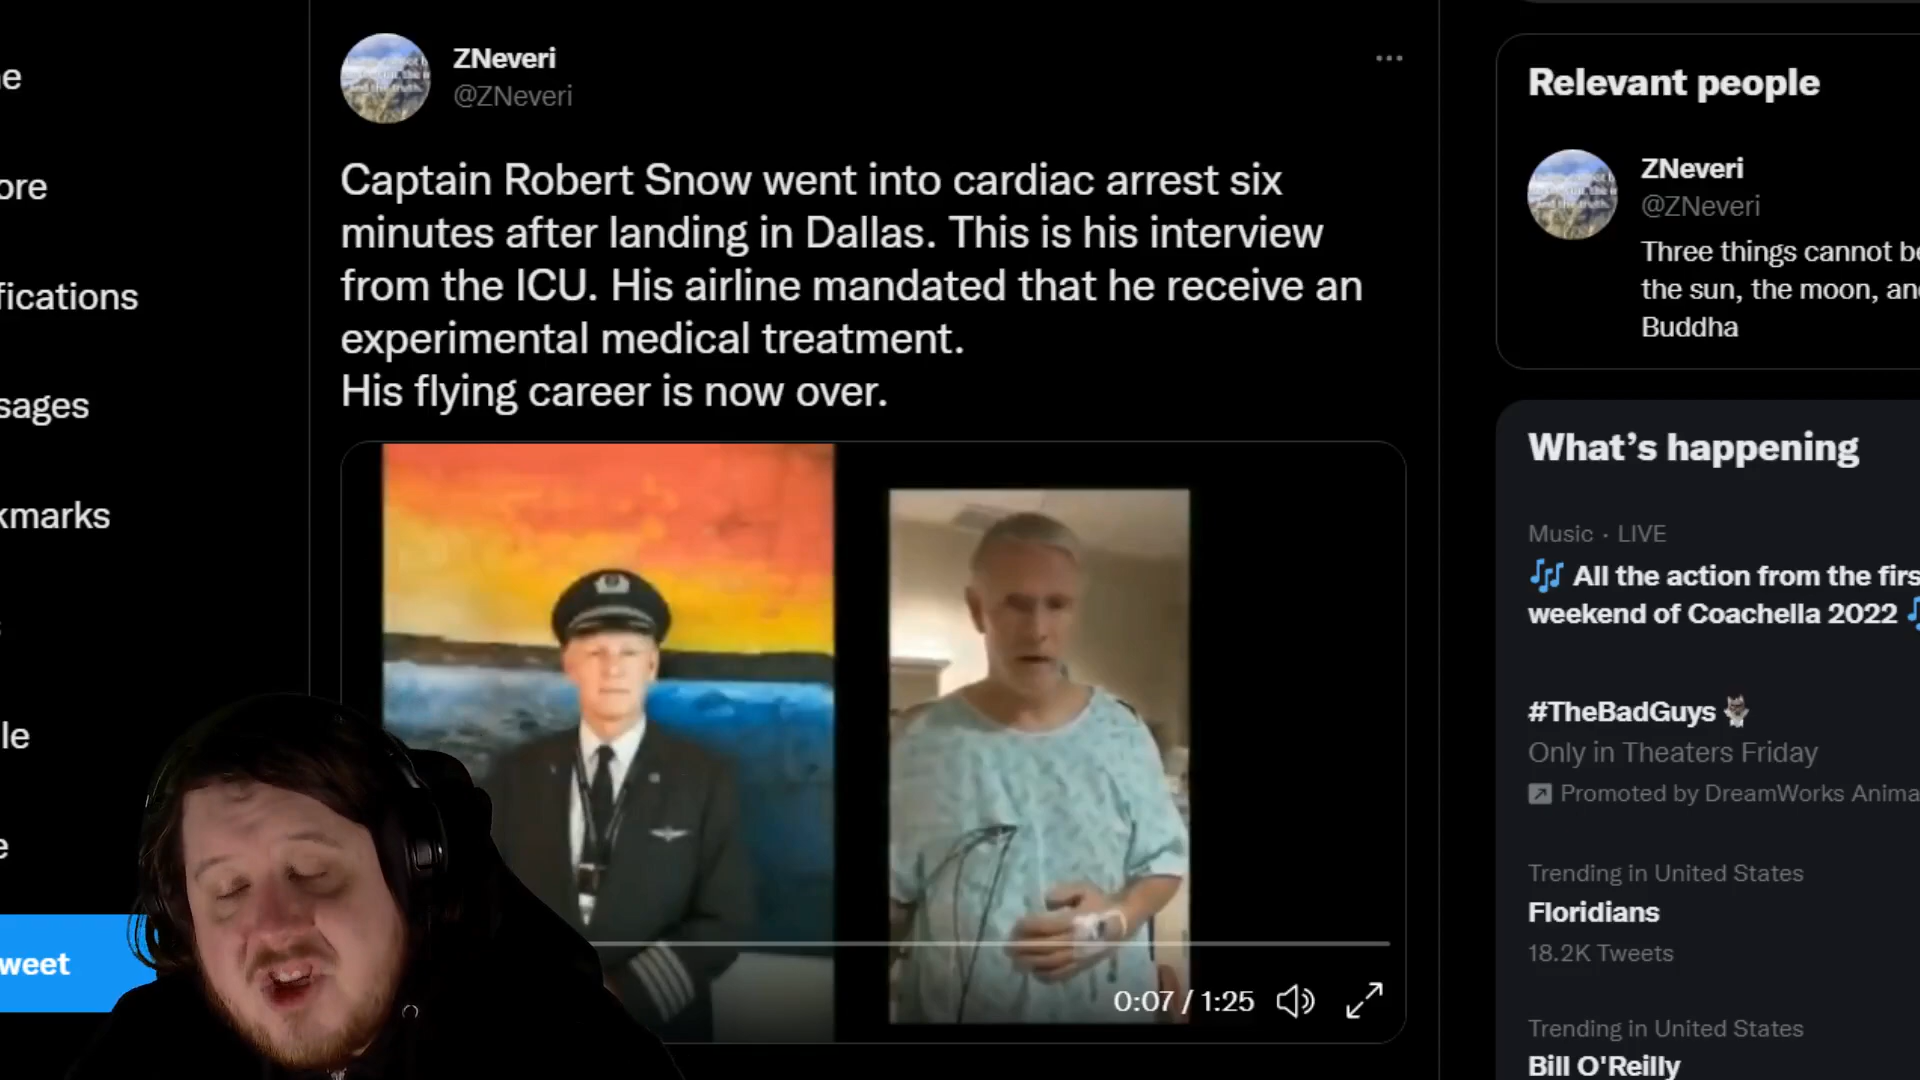 ZNeveri
@ZNeveri
Captain Robert Snow went into cardiac arrest six
minutes after landing in Dallas. This is his interview
from the ICU. His airline mandated that he receive an
experimental medical treatment.
His flying career is now over.
0:07 / 1:25
e
ore
fications
sages
kmarks
s
le
e
weet
Relevant people
ZNeveri
@ZNeveri
Three things cannot be
the sun, the moon, and
Buddha
What's happening
Music · LIVE
🎶 All the action from the firs
weekend of Coachella 2022 🎶
#TheBadGuys
Only in Theaters Friday
Promoted by DreamWorks Anima
Trending in United States
Floridians
18.2K Tweets
Trending in United States
Bill O'Reilly